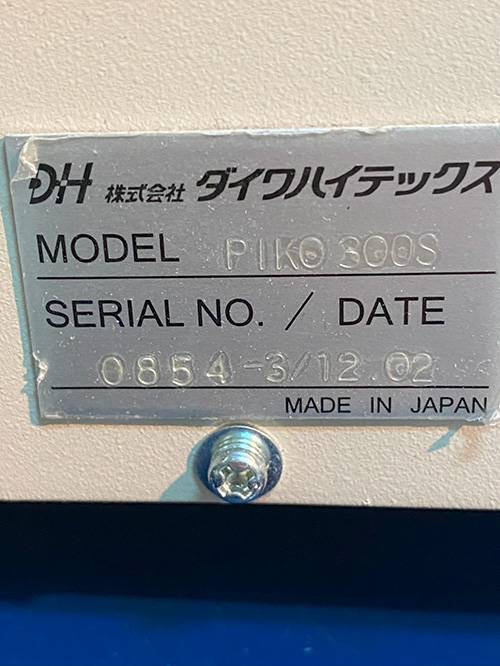 DH 株式会社 ダイワハイテックス
MODEL PIKO 300S
SERIAL NO. / DATE
0854-3/12 02
MADE IN JAPAN